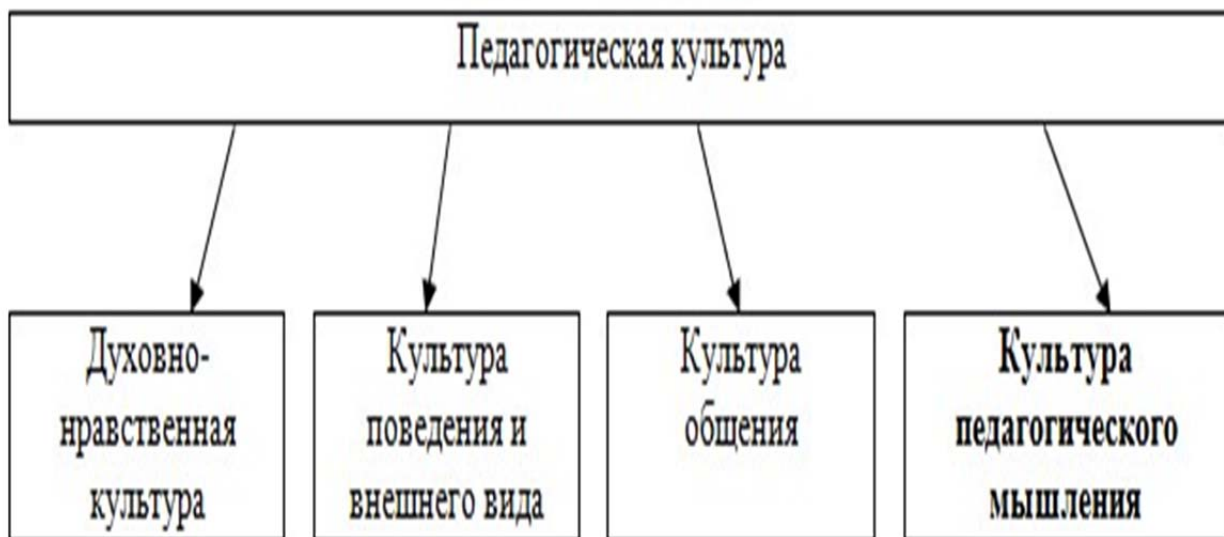 Педагогическая культура
Духовно-
нравственная
культура
Культура
поведения и
внешнего вида
Культура
общения
Культура
педагогического
мышления